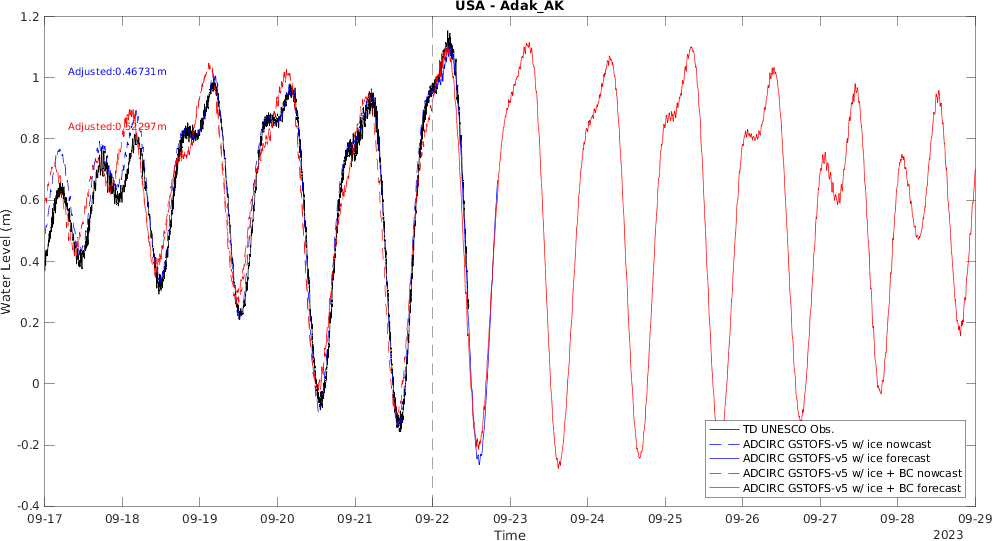 USA - Adak_AK
Water Level (m)
1.2
1
0.8
0.6
0.4
0.2
0
-0.2
-0.4
Adjusted:0.46731m
Adjusted:0.52297m
TD UNESCO Obs.
ADCIRC GSTOFS-v5 w/ ice nowcast
ADCIRC GSTOFS-v5 w/ ice forecast
ADCIRC GSTOFS-v5 w/ ice + BC nowcast
ADCIRC GSTOFS-v5 w/ ice + BC forecast
09-17 09-18 09-19 09-20 09-21 09-22 09-23 09-24 09-25 09-26 09-27 09-28 09-29
Time
2023